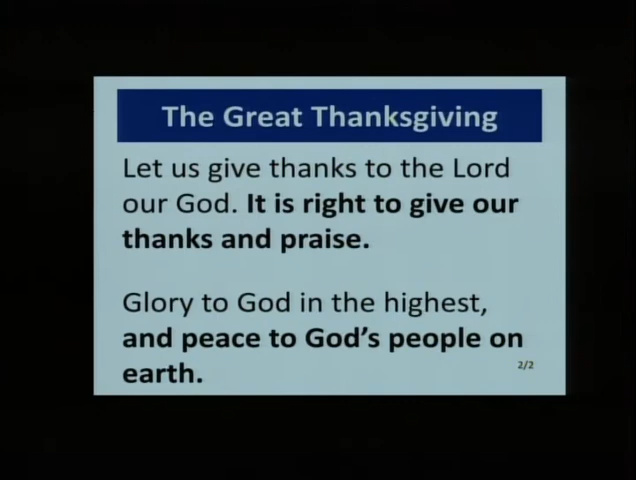 The Great Thanksgiving
Let us give thanks to the Lord
our God. It is right to give our
thanks and praise.
Glory to God in the highest,
and peace to God's people on
earth.
2/2